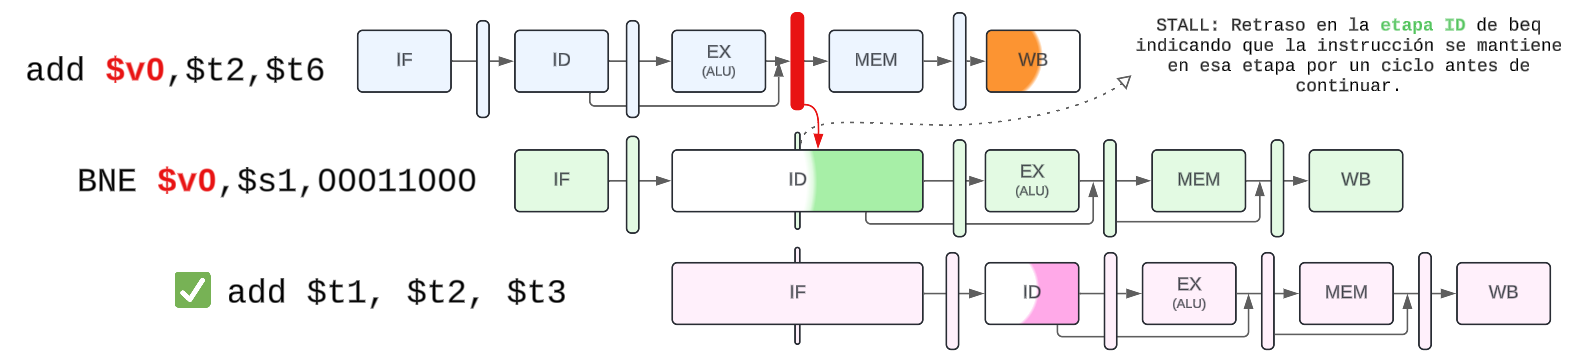 STALL: Retraso en la etapa ID de beq
indicando que la instrucción se mantiene
en esa etapa por un ciclo antes de
continuar.
add $v0,$t2,$t6
IF
ID
EX
(ALU)
MEM
WB
BNE $v0,$s1,00011000
IF
ID
EX
(ALU)
MEM
WB
add $t1, $t2, $t3
IF
ID
EX
(ALU)
MEM
WB